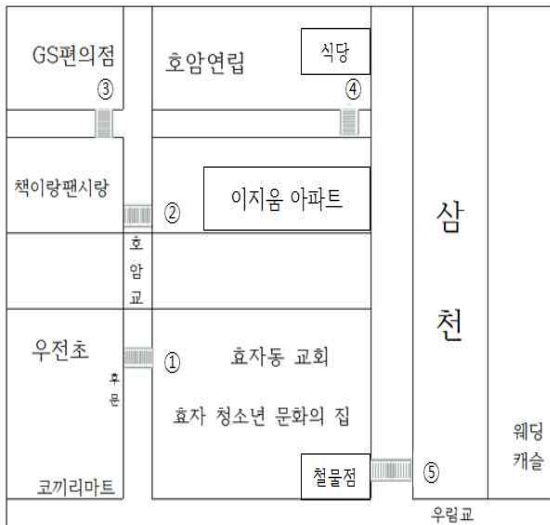 GS편의점
호암연립
식당
③
④
책이랑팬시랑
②
이지움 아파트
호
암
교
삼
천
우전초
후
문
①
효자동 교회
효자 청소년 문화의 집
웨딩
캐슬
코끼리마트
철물점
⑤
우림교